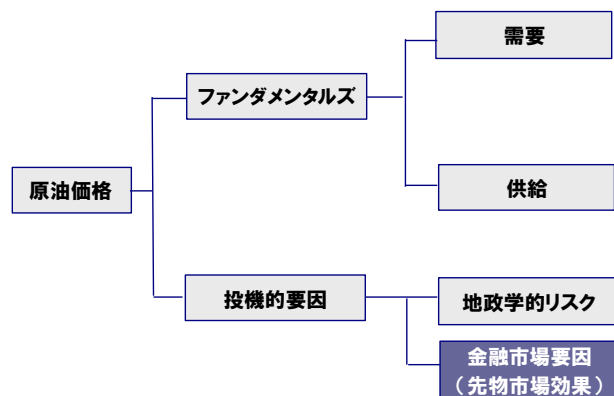 需要
ファンダメンタルズ
原油価格
供給
投機的要因
地政学的リスク
金融市場要因
（先物市場効果）